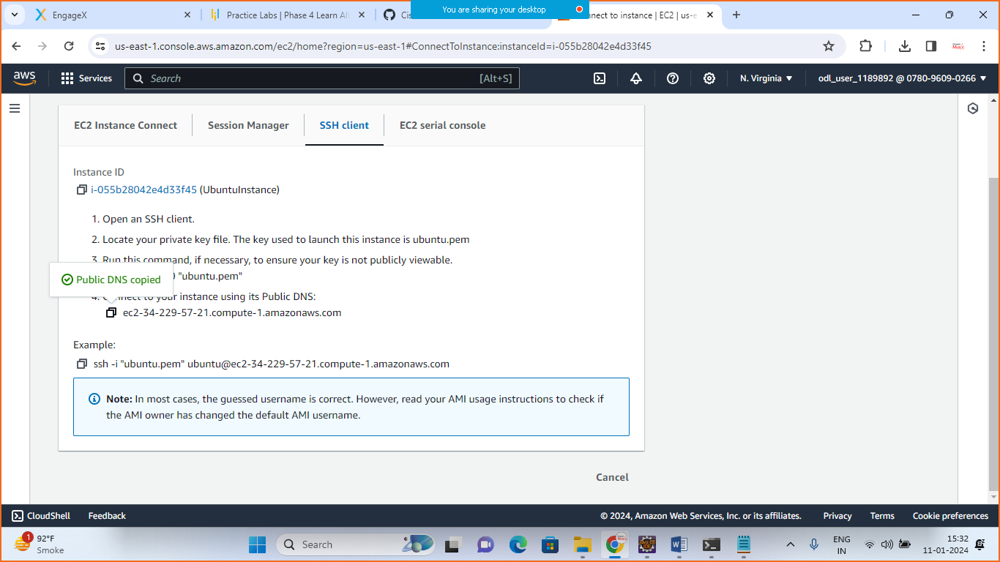 EngageX
Practice Labs | Phase 4 Learn Al
Cis
nnect to instance | EC2 | us-e
You are sharing your desktop
us-east-1.console.aws.amazon.com/ec2/home?region=us-east-1#ConnectToInstance:instanceId=i-055b28042e4d33f45
aws
Services
Search
[Alt+S]
N. Virginia
odl_user_1189892 @ 0780-9609-0266
EC2 Instance Connect
Session Manager
SSH client
EC2 serial console
Instance ID
i-055b28042e4d33f45 (UbuntuInstance)
1. Open an SSH client.
2. Locate your private key file. The key used to launch this instance is ubuntu.pem
3. Run this command, if necessary, to ensure your key is not publicly viewable.
"ubuntu.pem"
Public DNS copied
4. Connect to your instance using its Public DNS:
ec2-34-229-57-21.compute-1.amazonaws.com
Example:
ssh -i "ubuntu.pem" ubuntu@ec2-34-229-57-21.compute-1.amazonaws.com
Note: In most cases, the guessed username is correct. However, read your AMI usage instructions to check if
the AMI owner has changed the default AMI username.
Cancel
CloudShell
Feedback
© 2024, Amazon Web Services, Inc. or its affiliates.
Privacy
Terms
Cookie preferences
1
92°F
Smoke
Search
ENG
IN
15:32
11-01-2024